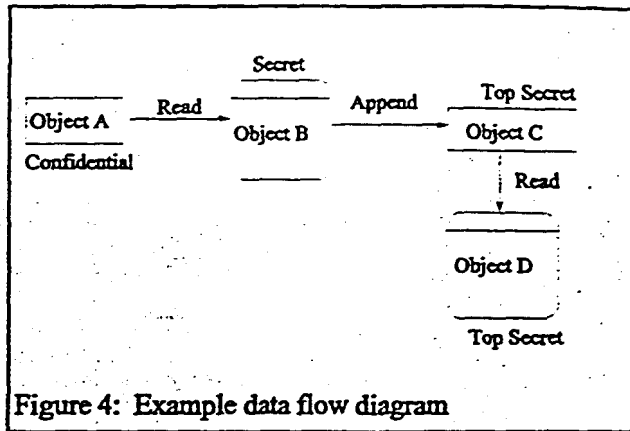 Secret
Object A
Read
Object B
Append
Top Secret
Object C
Confidential
Read
Object D
Top Secret
Figure 4: Example data flow diagram